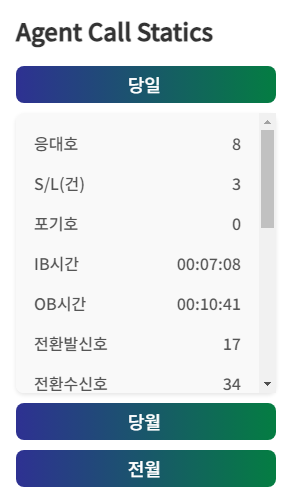 Agent Call Statics
당일
응대호 8
S/L(건) 3
포기호 0
IB시간 00:07:08
OB시간 00:10:41
전환발신호 17
전환수신호 34
당월
전월